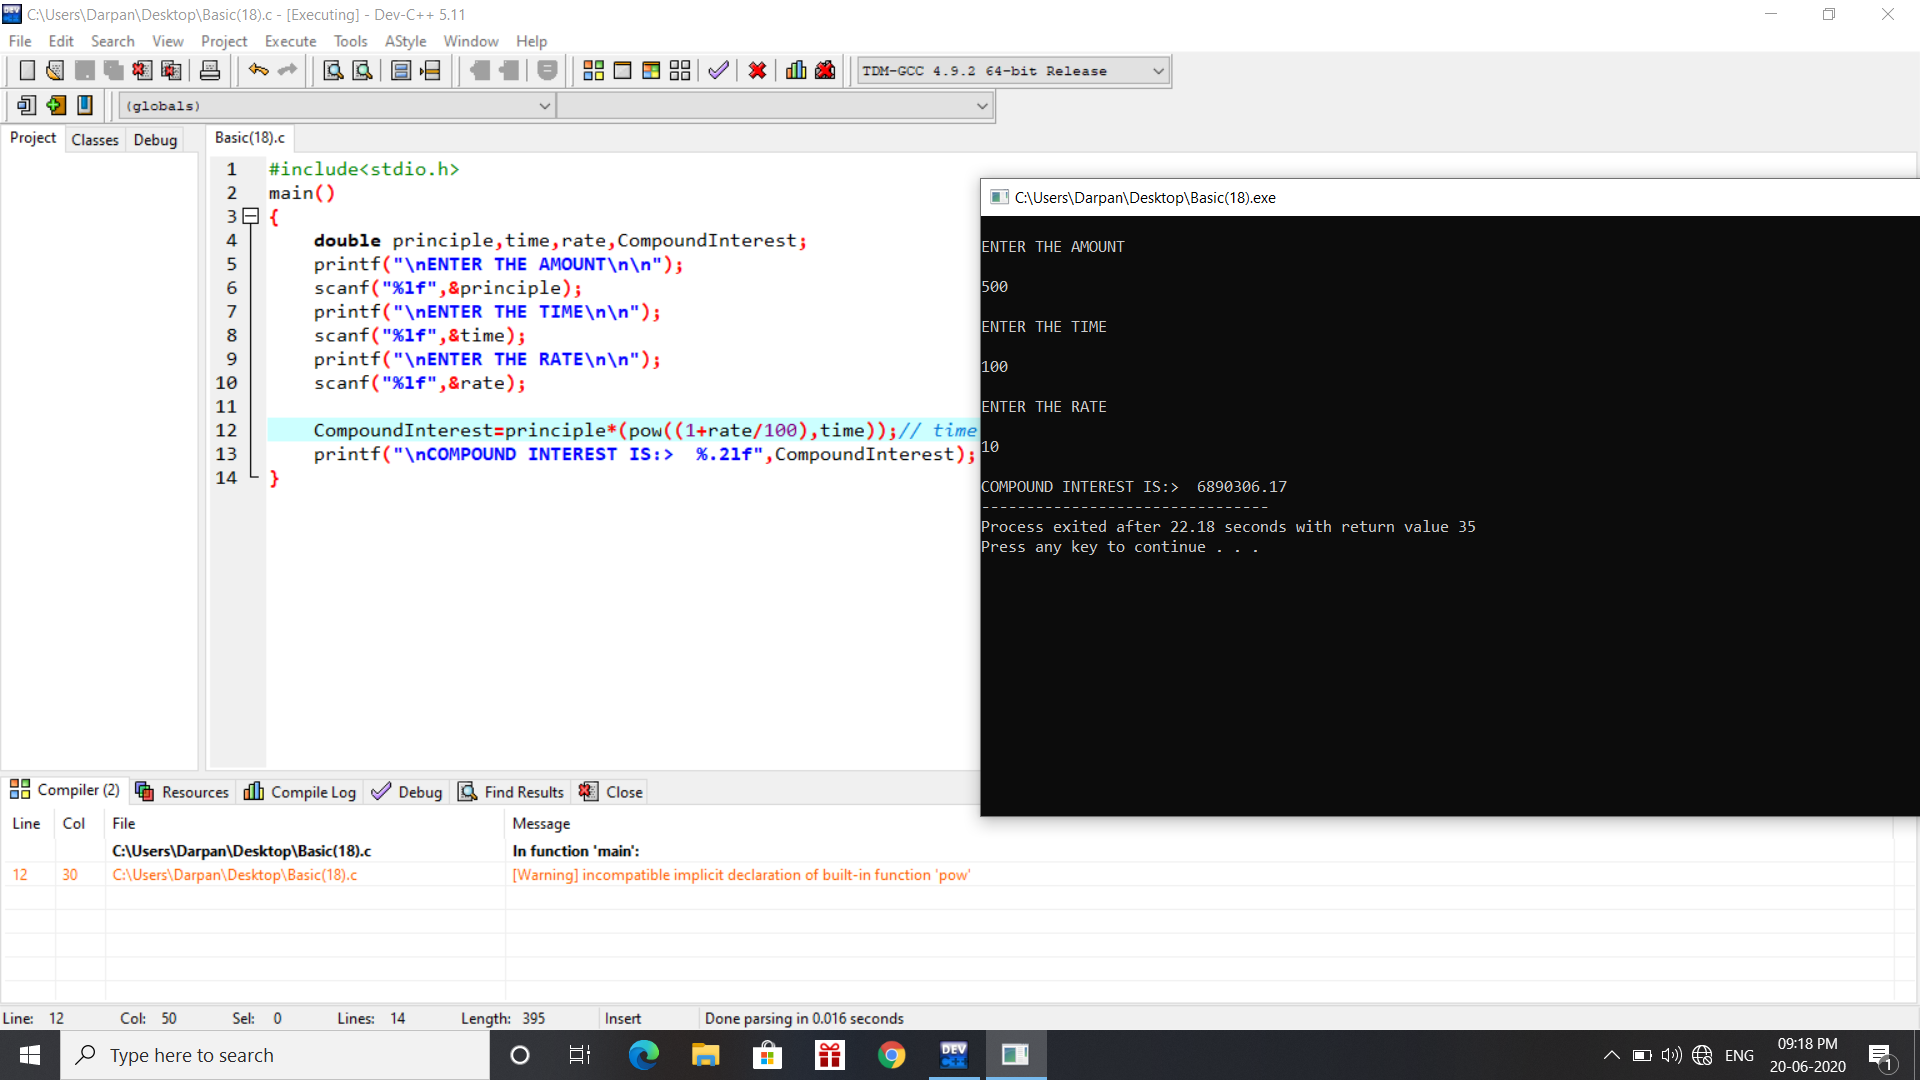 C:\Users\Darpan\Desktop\Basic(18).c - [Executing] - Dev-C++ 5.11
File Edit Search View Project Execute Tools AStyle Window Help
TDM-GCC 4.9.2 64-bit Release
(globals)
Project Classes Debug
Basic(18).c
1 #include<stdio.h>
2 main()
3 {
4 double principle,time,rate,CompoundInterest;
5 printf("\nENTER THE AMOUNT\n\n");
6 scanf("%lf",&principle);
7 printf("\nENTER THE TIME\n\n");
8 scanf("%lf",&time);
9 printf("\nENTER THE RATE\n\n");
10 scanf("%lf",&rate);
11
12 CompoundInterest=principle*(pow((1+rate/100),time));// time
13 printf("\nCOMPOUND INTEREST IS:>  %.2lf",CompoundInterest);
14 }
C:\Users\Darpan\Desktop\Basic(18).exe
ENTER THE AMOUNT
500
ENTER THE TIME
100
ENTER THE RATE
10
COMPOUND INTEREST IS:>  6890306.17
--------------------------------
Process exited after 22.18 seconds with return value 35
Press any key to continue . . .
Compiler (2) Resources Compile Log Debug Find Results Close
Line Col File Message
C:\Users\Darpan\Desktop\Basic(18).c In function 'main':
12 30 C:\Users\Darpan\Desktop\Basic(18).c [Warning] incompatible implicit declaration of built-in function 'pow'
Line: 12 Col: 50 Sel: 0 Lines: 14 Length: 395 Insert Done parsing in 0.016 seconds
Type here to search
DEV C++
ENG
09:18 PM
20-06-2020
1